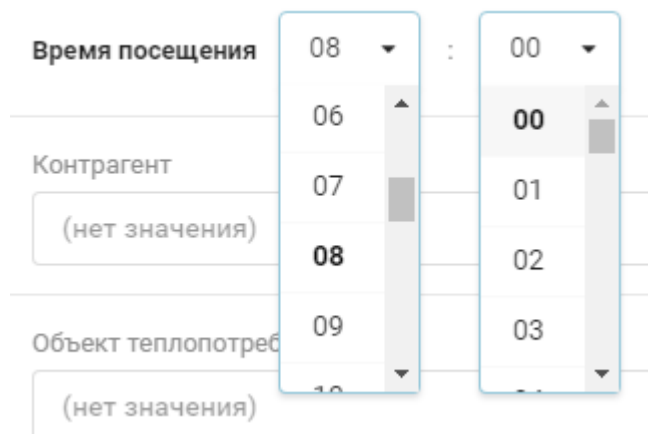 Время посещения 08 : 00
06 00
Контрагент
07 01
(нет значения)
08 02
09 03
Объект теплопотреб
(нет значения)